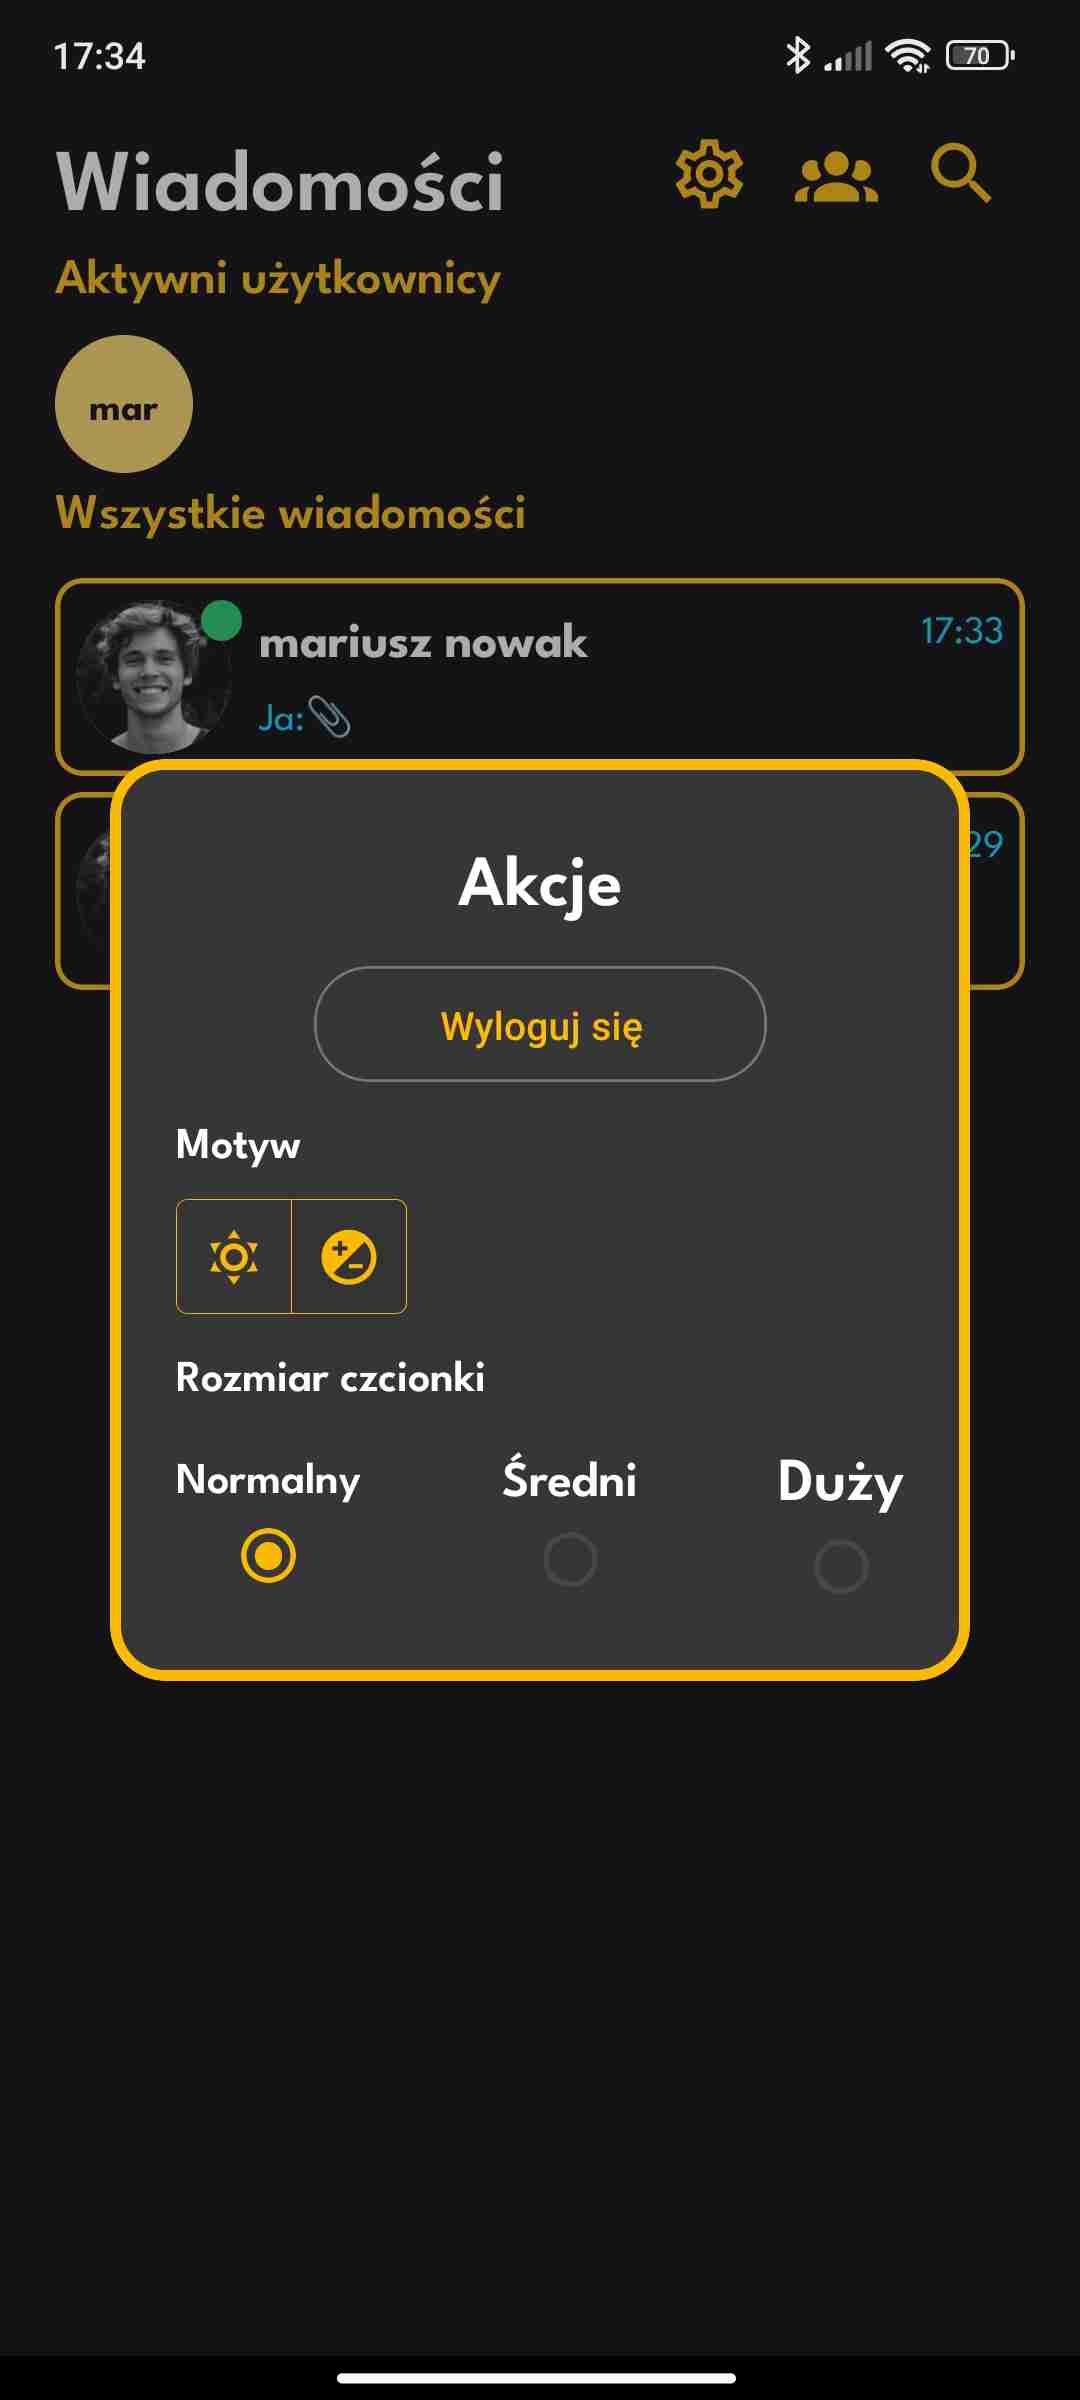 17:34
70
Wiadomości
Aktywni użytkownicy
mar
Wszystkie wiadomości
mariusz nowak
17:33
Ja:
29
Akcje
Wyloguj się
Motyw
Rozmiar czcionki
Normalny
Średni
Duży